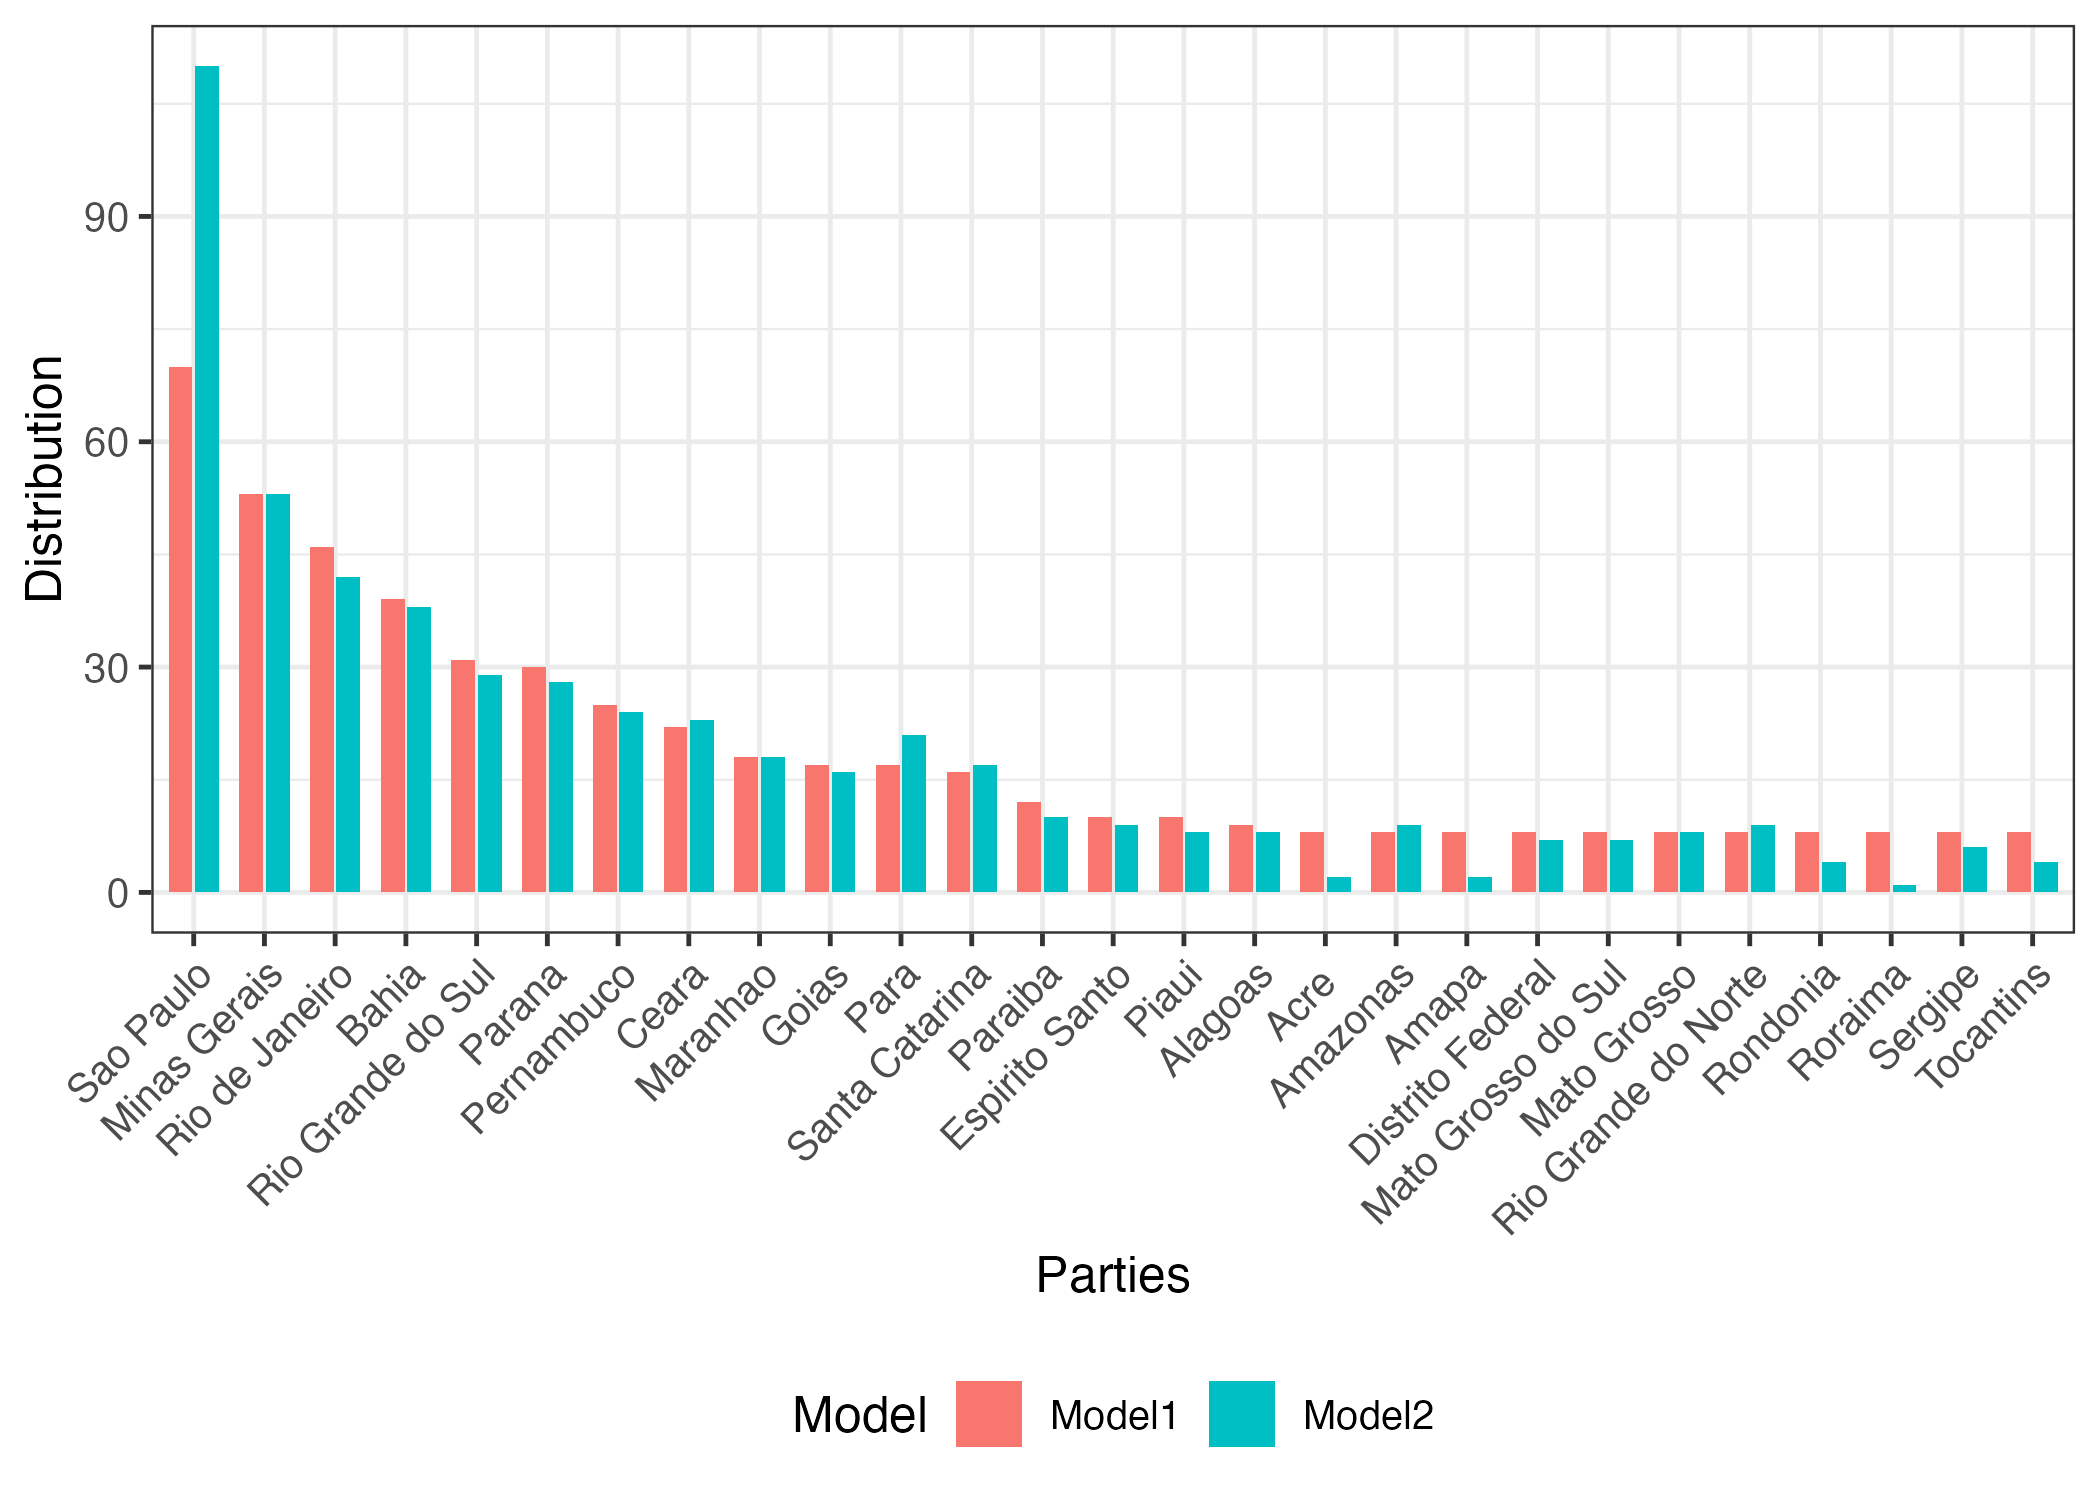 Distribution
90
60
30
0
Sao Paulo
Minas Gerais
Rio de Janeiro
Bahia
Rio Grande do Sul
Parana
Pernambuco
Ceara
Maranhao
Goias
Para
Santa Catarina
Paraiba
Espirito Santo
Piaui
Alagoas
Acre
Amazonas
Amapa
Distrito Federal
Mato Grosso do Sul
Mato Grosso
Rio Grande do Norte
Rondonia
Roraima
Sergipe
Tocantins
Parties
Model Model1 Model2